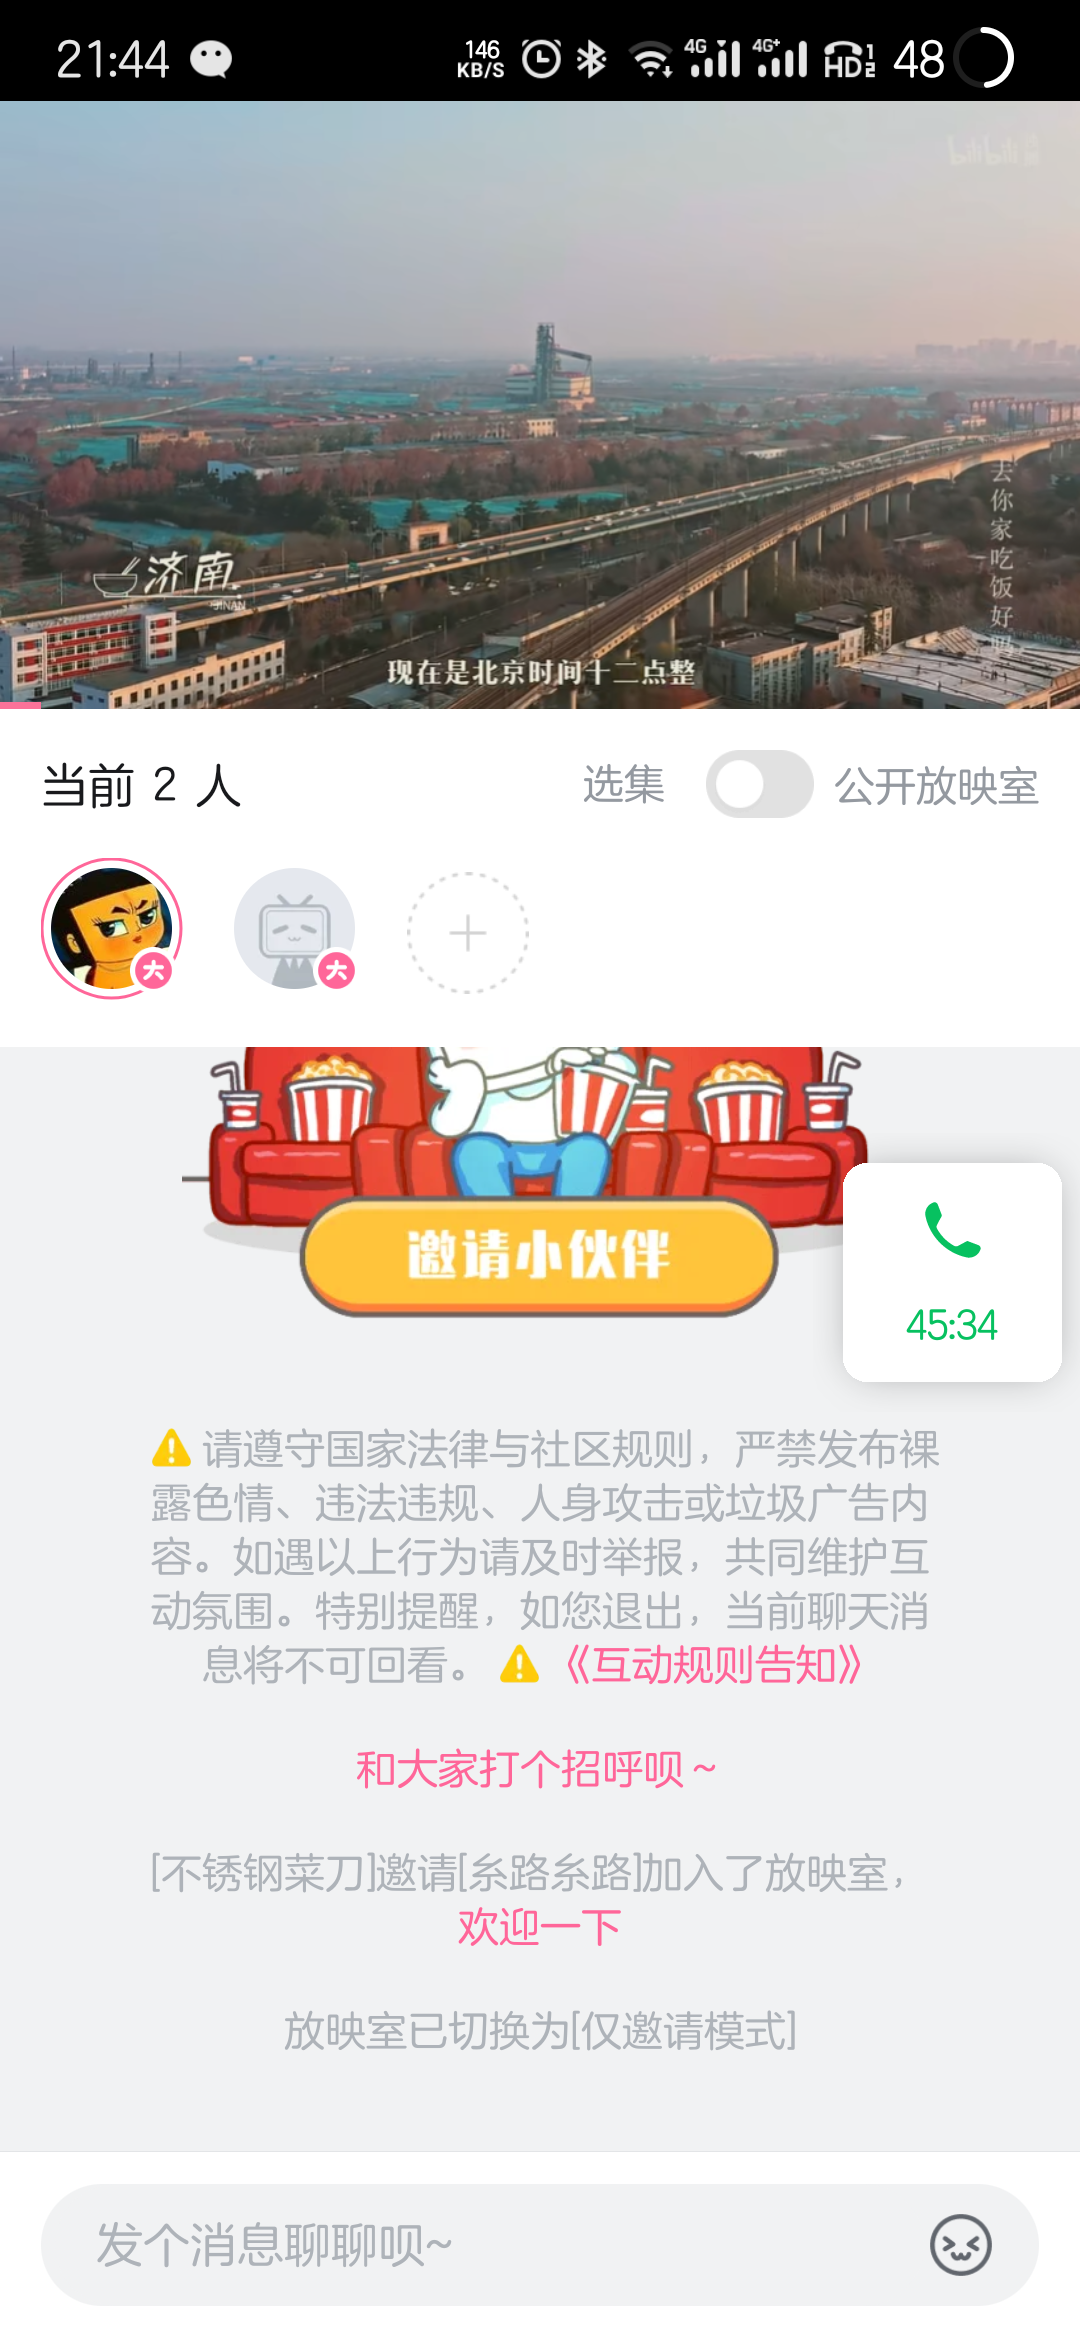 21:44
146
KB/S
4G
4G+
HD 1 2
48
bilibili
去你家吃饭好吗
济南
JINAN
现在是北京时间十二点整
当前 2 人
选集
公开放映室
大
大
邀请小伙伴
45:34
请遵守国家法律与社区规则，严禁发布裸
露色情、违法违规、人身攻击或垃圾广告内
容。如遇以上行为请及时举报，共同维护互
动氛围。特别提醒，如您退出，当前聊天消
息将不可回看。《互动规则告知》
和大家打个招呼呗～
[不锈钢菜刀]邀请[糸路糸路]加入了放映室，
欢迎一下
放映室已切换为[仅邀请模式]
发个消息聊聊呗~